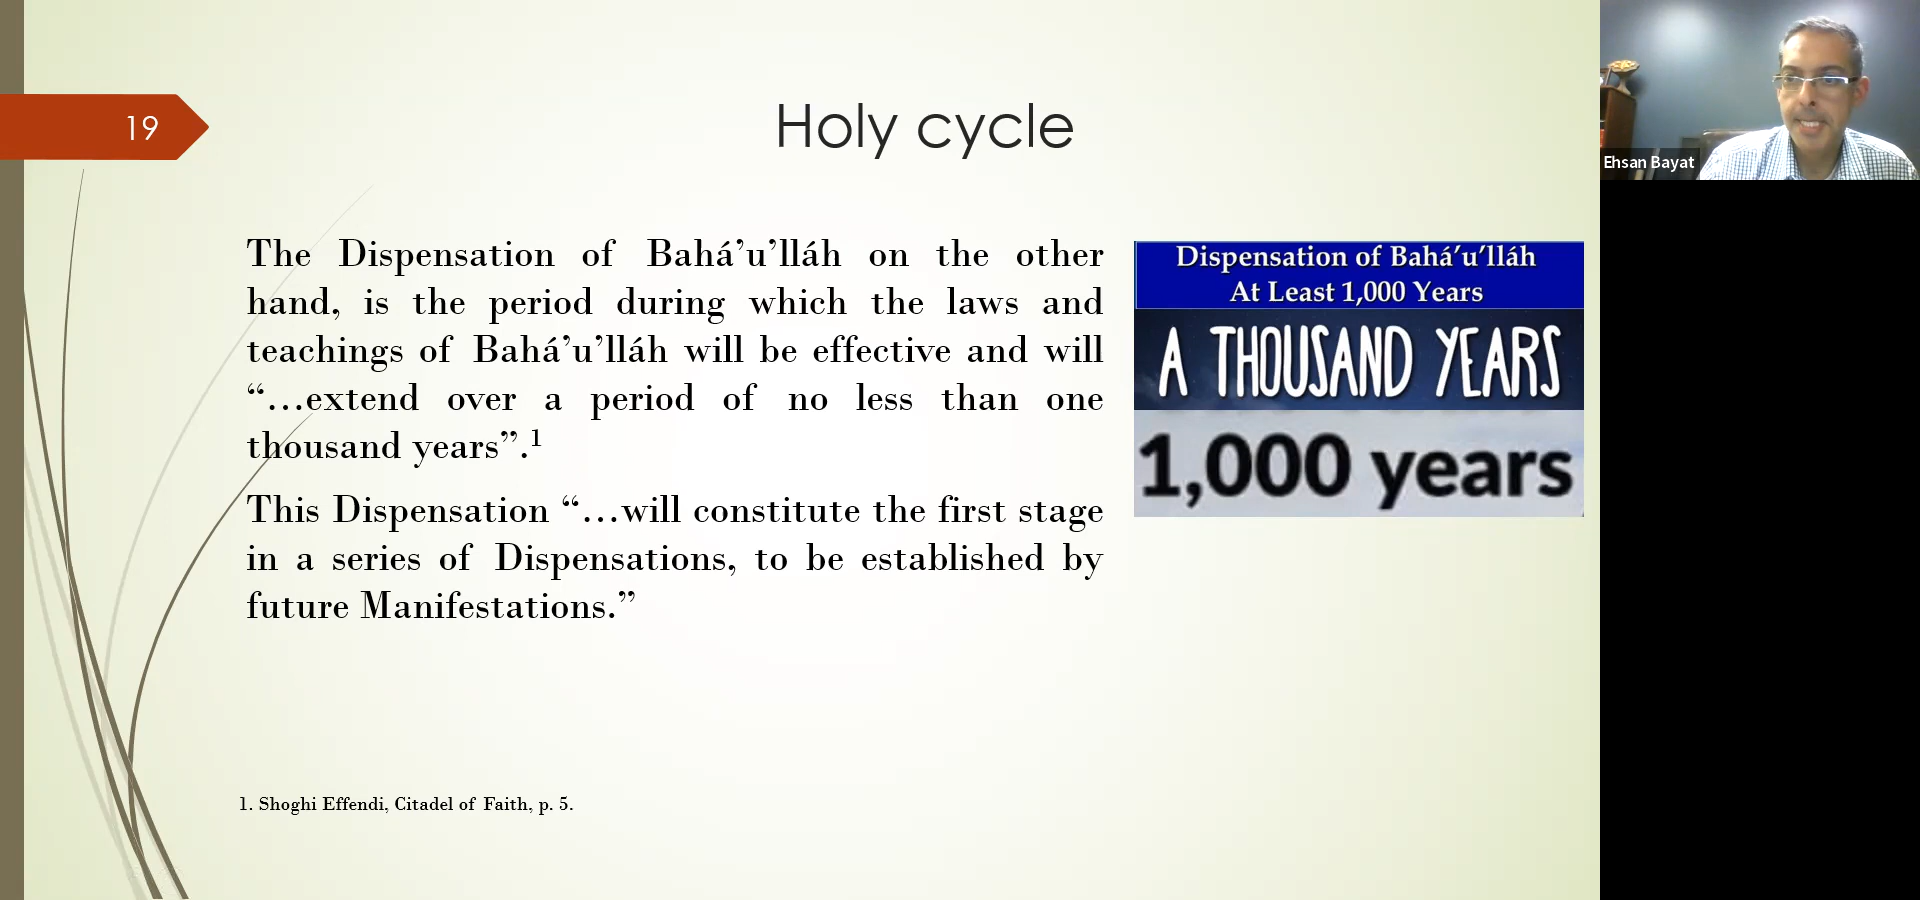 19
Holy cycle
The Dispensation of Bahá’u’lláh on the other
hand, is the period during which the laws and
teachings of Bahá’u’lláh will be effective and will
“…extend over a period of no less than one
thousand years”.¹
This Dispensation “…will constitute the first stage
in a series of Dispensations, to be established by
future Manifestations.”
1. Shoghi Effendi, Citadel of Faith, p. 5.
Dispensation of Bahá’u’lláh
At Least 1,000 Years
A THOUSAND YEARS
1,000 years
Ehsan Bayat